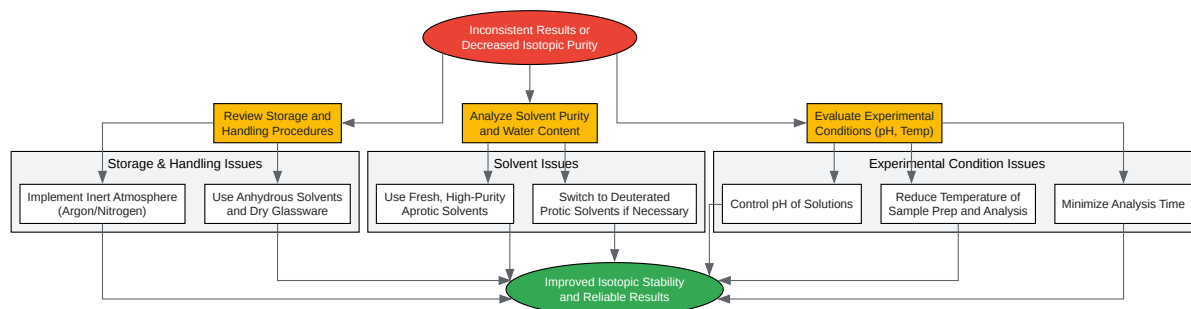 Inconsistent Results or
Decreased Isotopic Purity
Review Storage and
Handling Procedures
Analyze Solvent Purity
and Water Content
Evaluate Experimental
Conditions (pH, Temp)
Storage & Handling Issues
Solvent Issues
Experimental Condition Issues
Implement Inert Atmosphere
(Argon/Nitrogen)
Use Anhydrous Solvents
and Dry Glassware
Use Fresh, High-Purity
Aprotic Solvents
Switch to Deuterated
Protic Solvents if Necessary
Control pH of Solutions
Reduce Temperature of
Sample Prep and Analysis
Minimize Analysis Time
Improved Isotopic Stability
and Reliable Results